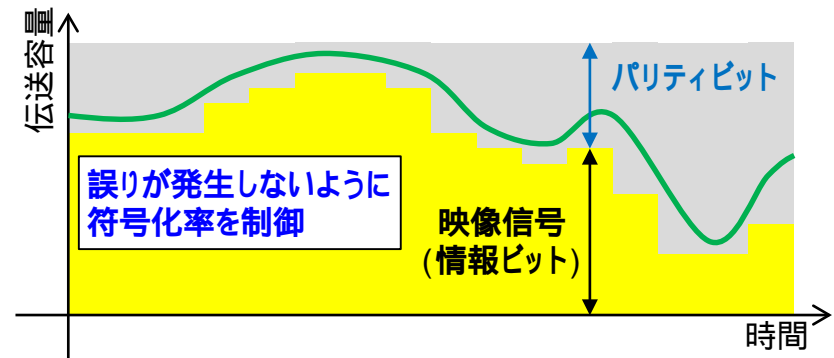 伝送容量
パリティビット
誤りが発生しないように
符号化率を制御
映像信号
(情報ビット)
時間